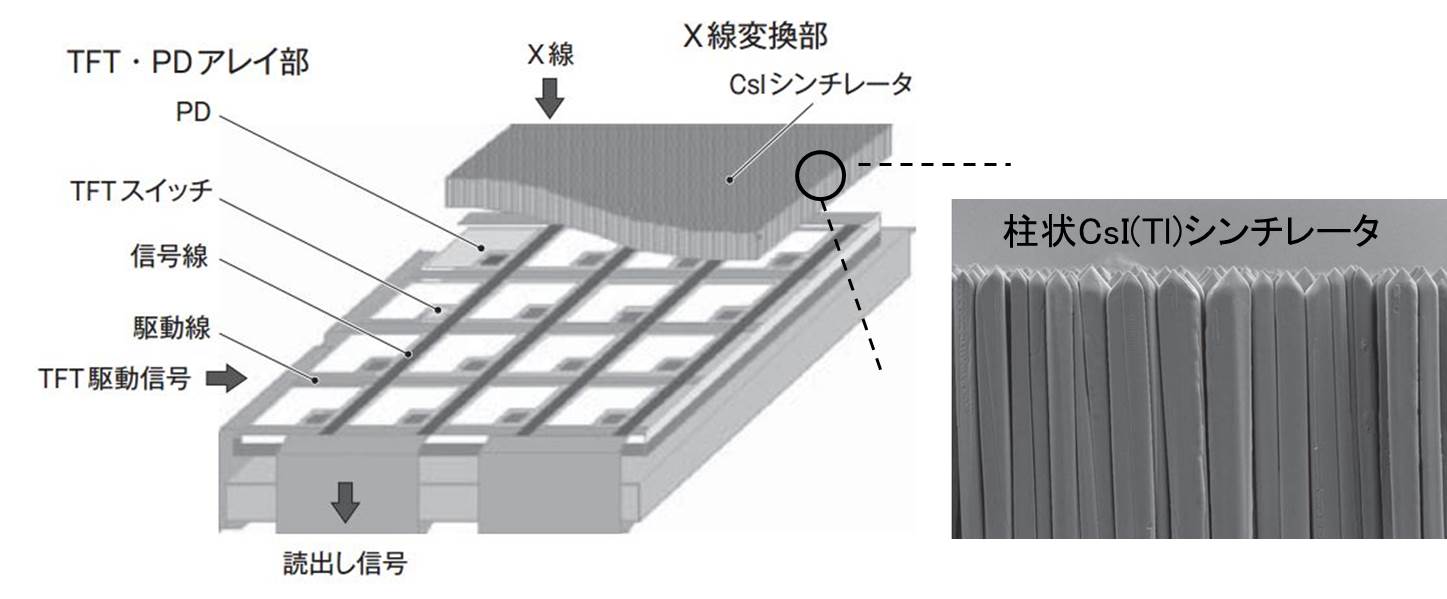 TFT・PDアレイ部
PD
TFTスイッチ
信号線
駆動線
TFT駆動信号
読出し信号
X線
X線変換部
CsIシンチレータ
柱状CsI(Tl)シンチレータ